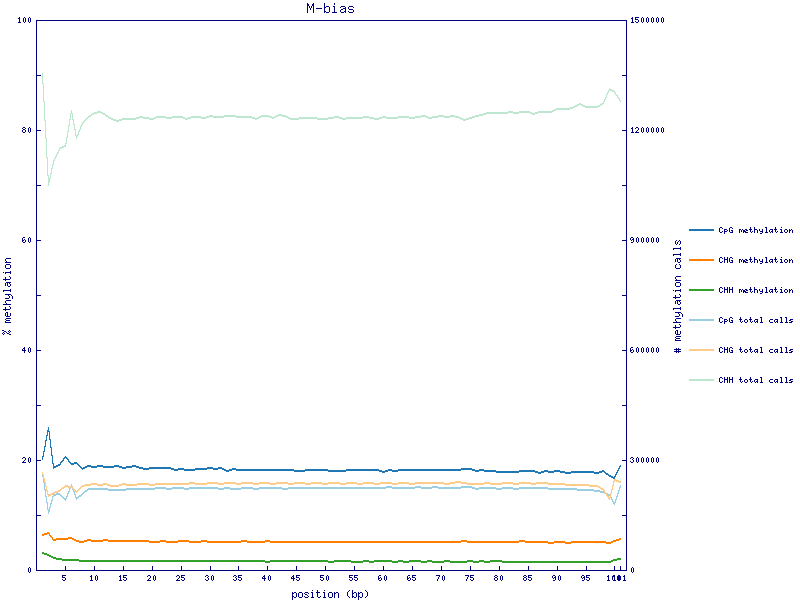 M-bias
100
80
60
40
20
0
1500000
1200000
900000
600000
300000
0
% methylation
# methylation calls
5 10 15 20 25 30 35 40 45 50 55 60 65 70 75 80 85 90 95 100 101
position (bp)
CpG methylation
CHG methylation
CHH methylation
CpG total calls
CHG total calls
CHH total calls